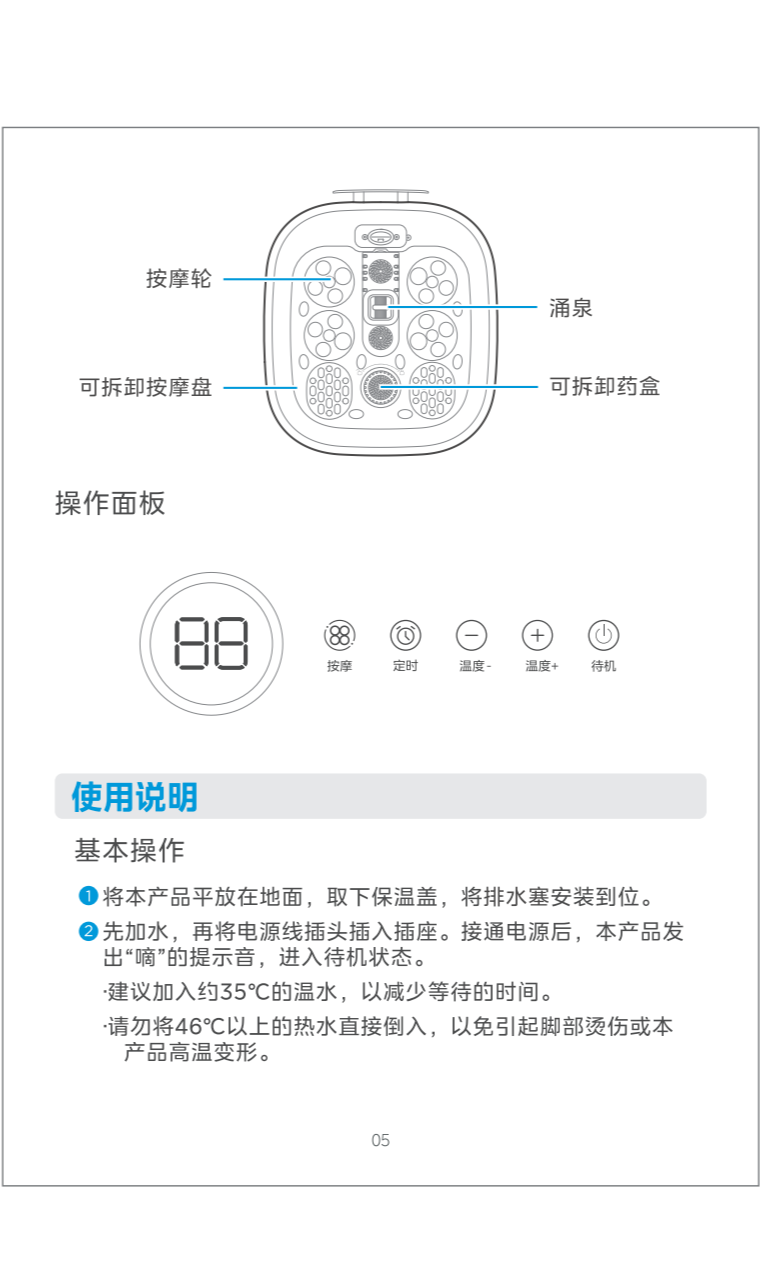 按摩轮
涌泉
可拆卸按摩盘
可拆卸药盒
操作面板
88
按摩
定时
温度-
温度+
待机
使用说明
基本操作
1 将本产品平放在地面，取下保温盖，将排水塞安装到位。
2 先加水，再将电源线插头插入插座。接通电源后，本产品发
出“嘀”的提示音，进入待机状态。
·建议加入约35℃的温水，以减少等待的时间。
·请勿将46℃以上的热水直接倒入，以免引起脚部烫伤或本
产品高温变形。
05